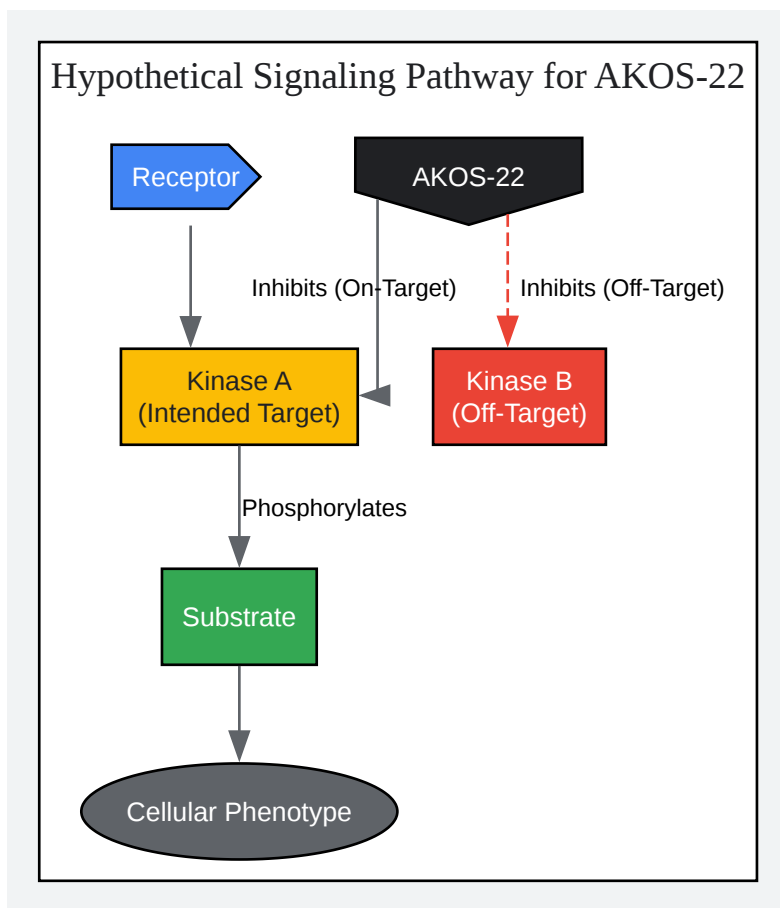 Hypothetical Signaling Pathway for AKOS-22
Receptor
AKOS-22
Inhibits (On-Target)
Inhibits (Off-Target)
Kinase A
(Intended Target)
Kinase B
(Off-Target)
Phosphorylates
Substrate
Cellular Phenotype